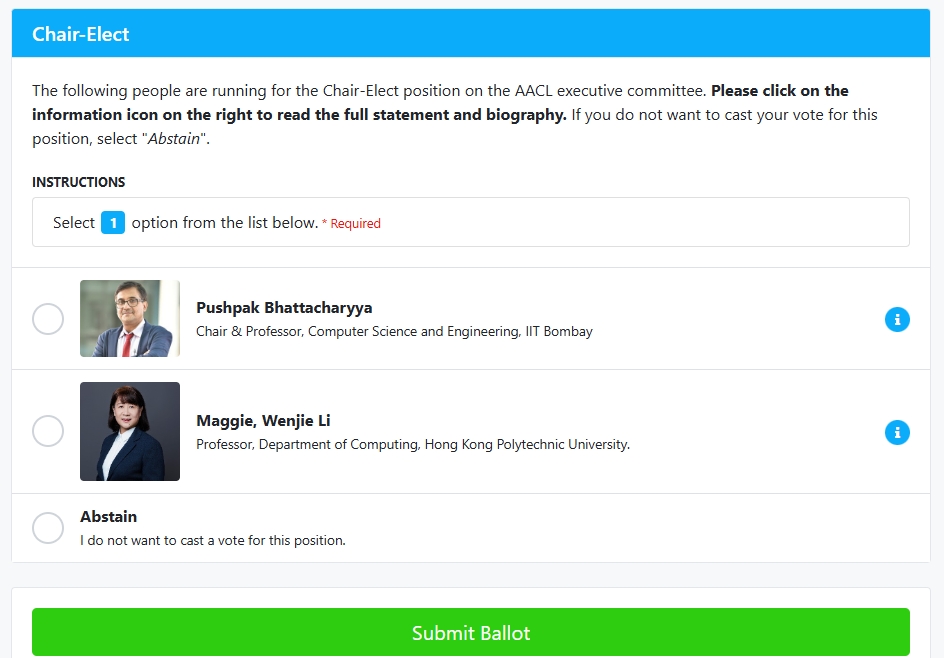 Chair-Elect
The following people are running for the Chair-Elect position on the AACL executive committee. Please click on the
information icon on the right to read the full statement and biography. If you do not want to cast your vote for this
position, select "Abstain".
INSTRUCTIONS
Select 1 option from the list below. * Required
Pushpak Bhattacharyya
Chair & Professor, Computer Science and Engineering, IIT Bombay
i
Maggie, Wenjie Li
Professor, Department of Computing, Hong Kong Polytechnic University.
i
Abstain
I do not want to cast a vote for this position.
Submit Ballot